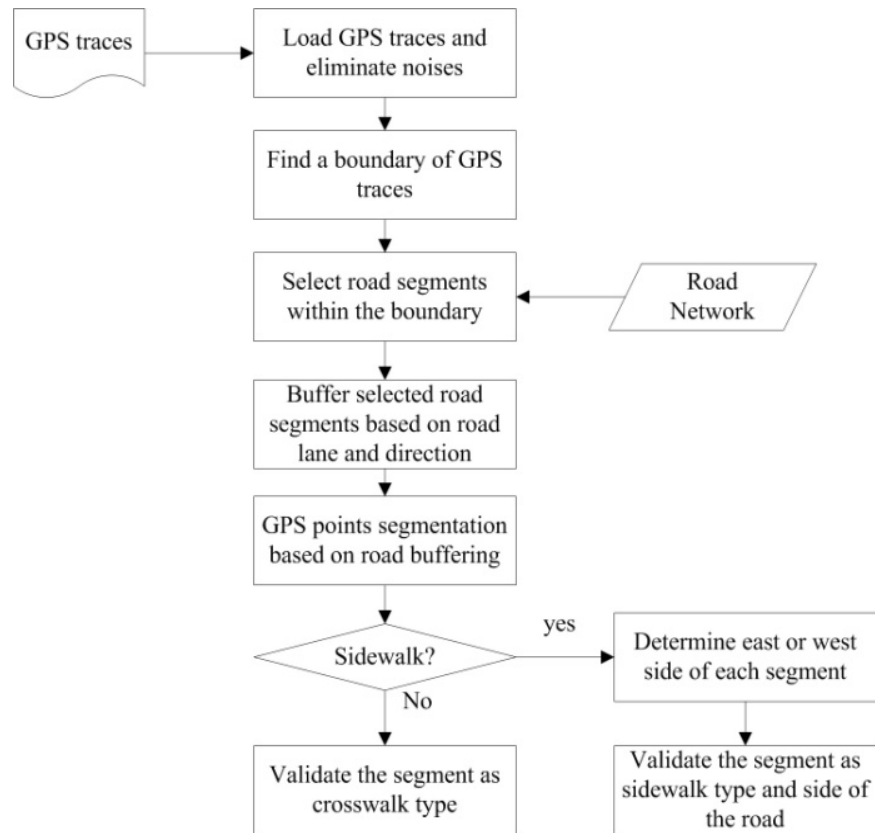 GPS traces
Load GPS traces and
eliminate noises
Find a boundary of GPS
traces
Select road segments
within the boundary
Road
Network
Buffer selected road
segments based on road
lane and direction
GPS points segmentation
based on road buffering
Sidewalk?
yes
Determine east or west
side of each segment
No
Validate the segment as
crosswalk type
Validate the segment as
sidewalk type and side of
the road